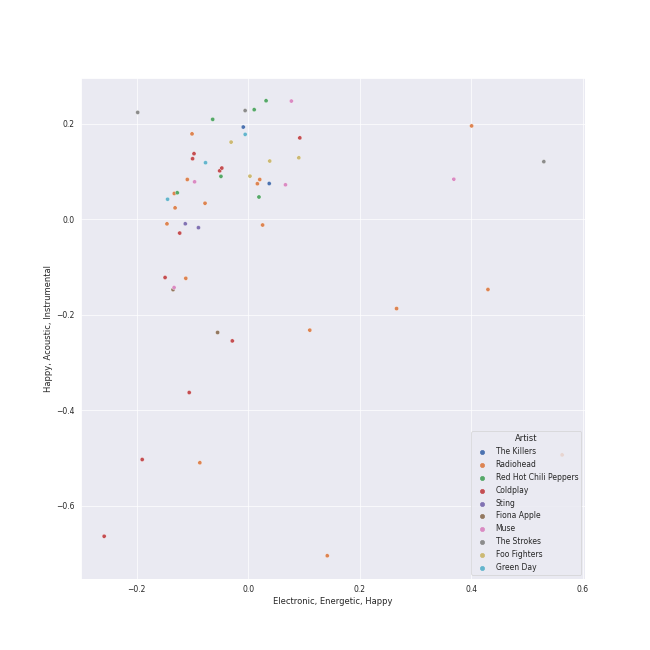 0.2
0.0
−0.2
−0.4
−0.6
Happy, Acoustic, Instrumental
Artist
The Killers
Radiohead
Red Hot Chili Peppers
Coldplay
Sting
Fiona Apple
Muse
The Strokes
Foo Fighters
Green Day
−0.2 0.0 0.2 0.4 0.6
Electronic, Energetic, Happy